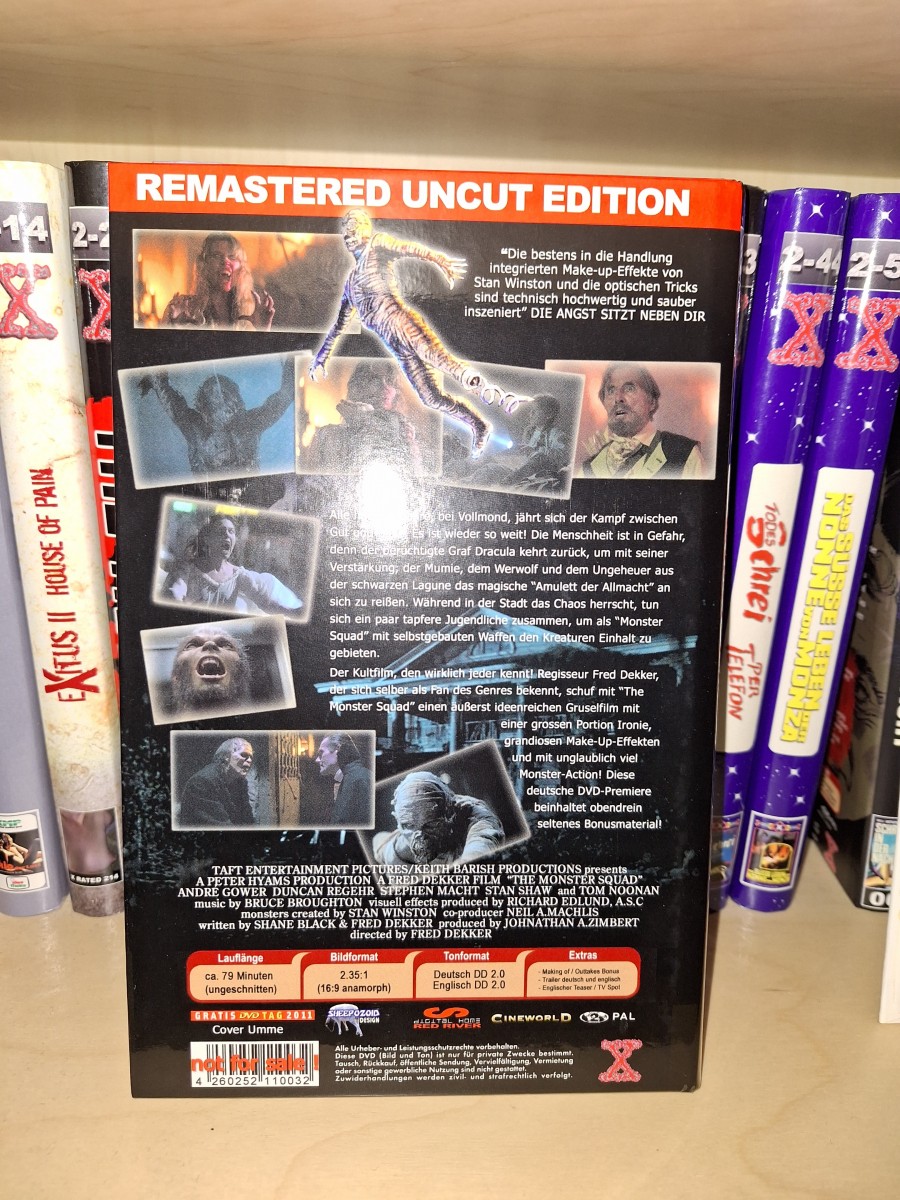 REMASTERED UNCUT EDITION
"Die bestens in die Handlung
integrierten Make-up-Effekte von
Stan Winston und die optischen Tricks
sind technisch hochwertig und sauber
inszeniert" DIE ANGST SITZT NEBEN DIR
bei Vollmond, jährt sich der Kampf zwischen
Es ist wieder so weit! Die Menschheit ist in Gefahr,
denn der berüchtigte Graf Dracula kehrt zurück, um mit seiner
Verstärkung; der Mumie, dem Werwolf und dem Ungeheuer aus
der schwarzen Lagune das magische "Amulett der Allmacht" an
sich zu reißen. Während in der Stadt das Chaos herrscht, tun
sich ein paar tapfere Jugendliche zusammen, um als "Monster
Squad" mit selbstgebauten Waffen den Kreaturen Einhalt zu
gebieten.
Der Kultfilm, den wirklich jeder kennt! Regisseur Fred Dekker,
der sich selber als Fan des Genres bekennt, schuf mit "The
Monster Squad" einen äußerst ideenreichen Gruselfilm mit
einer grossen Portion Ironie,
grandiosen Make-Up-Effekten
und mit unglaublich viel
Monster-Action! Diese
deutsche DVD-Premiere
beinhaltet obendrein
seltenes Bonusmaterial!
TAFT ENTERTAINMENT PICTURES/KEITH BARISH PRODUCTIONS presents
A PETER HYAMS PRODUCTION A FRED DEKKER FILM "THE MONSTER SQUAD"
ANDRE GOWER DUNCAN REGEHR STEPHEN MACHT STAN SHAW and TOM NOONAN
music by BRUCE BROUGHTON visuell effects produced by RICHARD EDLUND, A.S.C
monsters created by STAN WINSTON co-producer NEIL A.MACHLIS
written by SHANE BLACK & FRED DEKKER produced by JOHNATHAN A.ZIMBERT
directed by FRED DEKKER
Lauflänge
ca. 79 Minuten
(ungeschnitten)
Bildformat
2.35:1
(16:9 anamorph)
Tonformat
Deutsch DD 2.0
Englisch DD 2.0
Extras
- Making of / Outtakes Bonus
- Trailer deutsch und englisch
- Englischer Teaser / TV Spot
GRATIS DVD TAG 2011
Cover Umme
SHEEPOZOID
DESIGN
DIGITAL HOME
RED RIVER
CINEWORLD
2 PAL
not for sale !
4 260252 110032
Alle Urheber- und Leistungsschutzrechte vorbehalten.
Diese DVD (Bild und Ton) ist nur für private Zwecke bestimmt.
Tausch, Rückkauf, öffentliche Sendung, Vervielfältigung, Vermietung
oder sonstige gewerbliche Nutzung sind nicht gestattet.
Zuwiderhandlungen werden zivil- und strafrechtlich verfolgt.
X
-14
X
EXITUS II HOUSE OF PAIN
2-2
X RATED 214
3
2-44
X
TODES
Schrei
PER
TELEFON
2-5
X
DAS SÜSSE LEBEN DER
NONNE VON MONZA